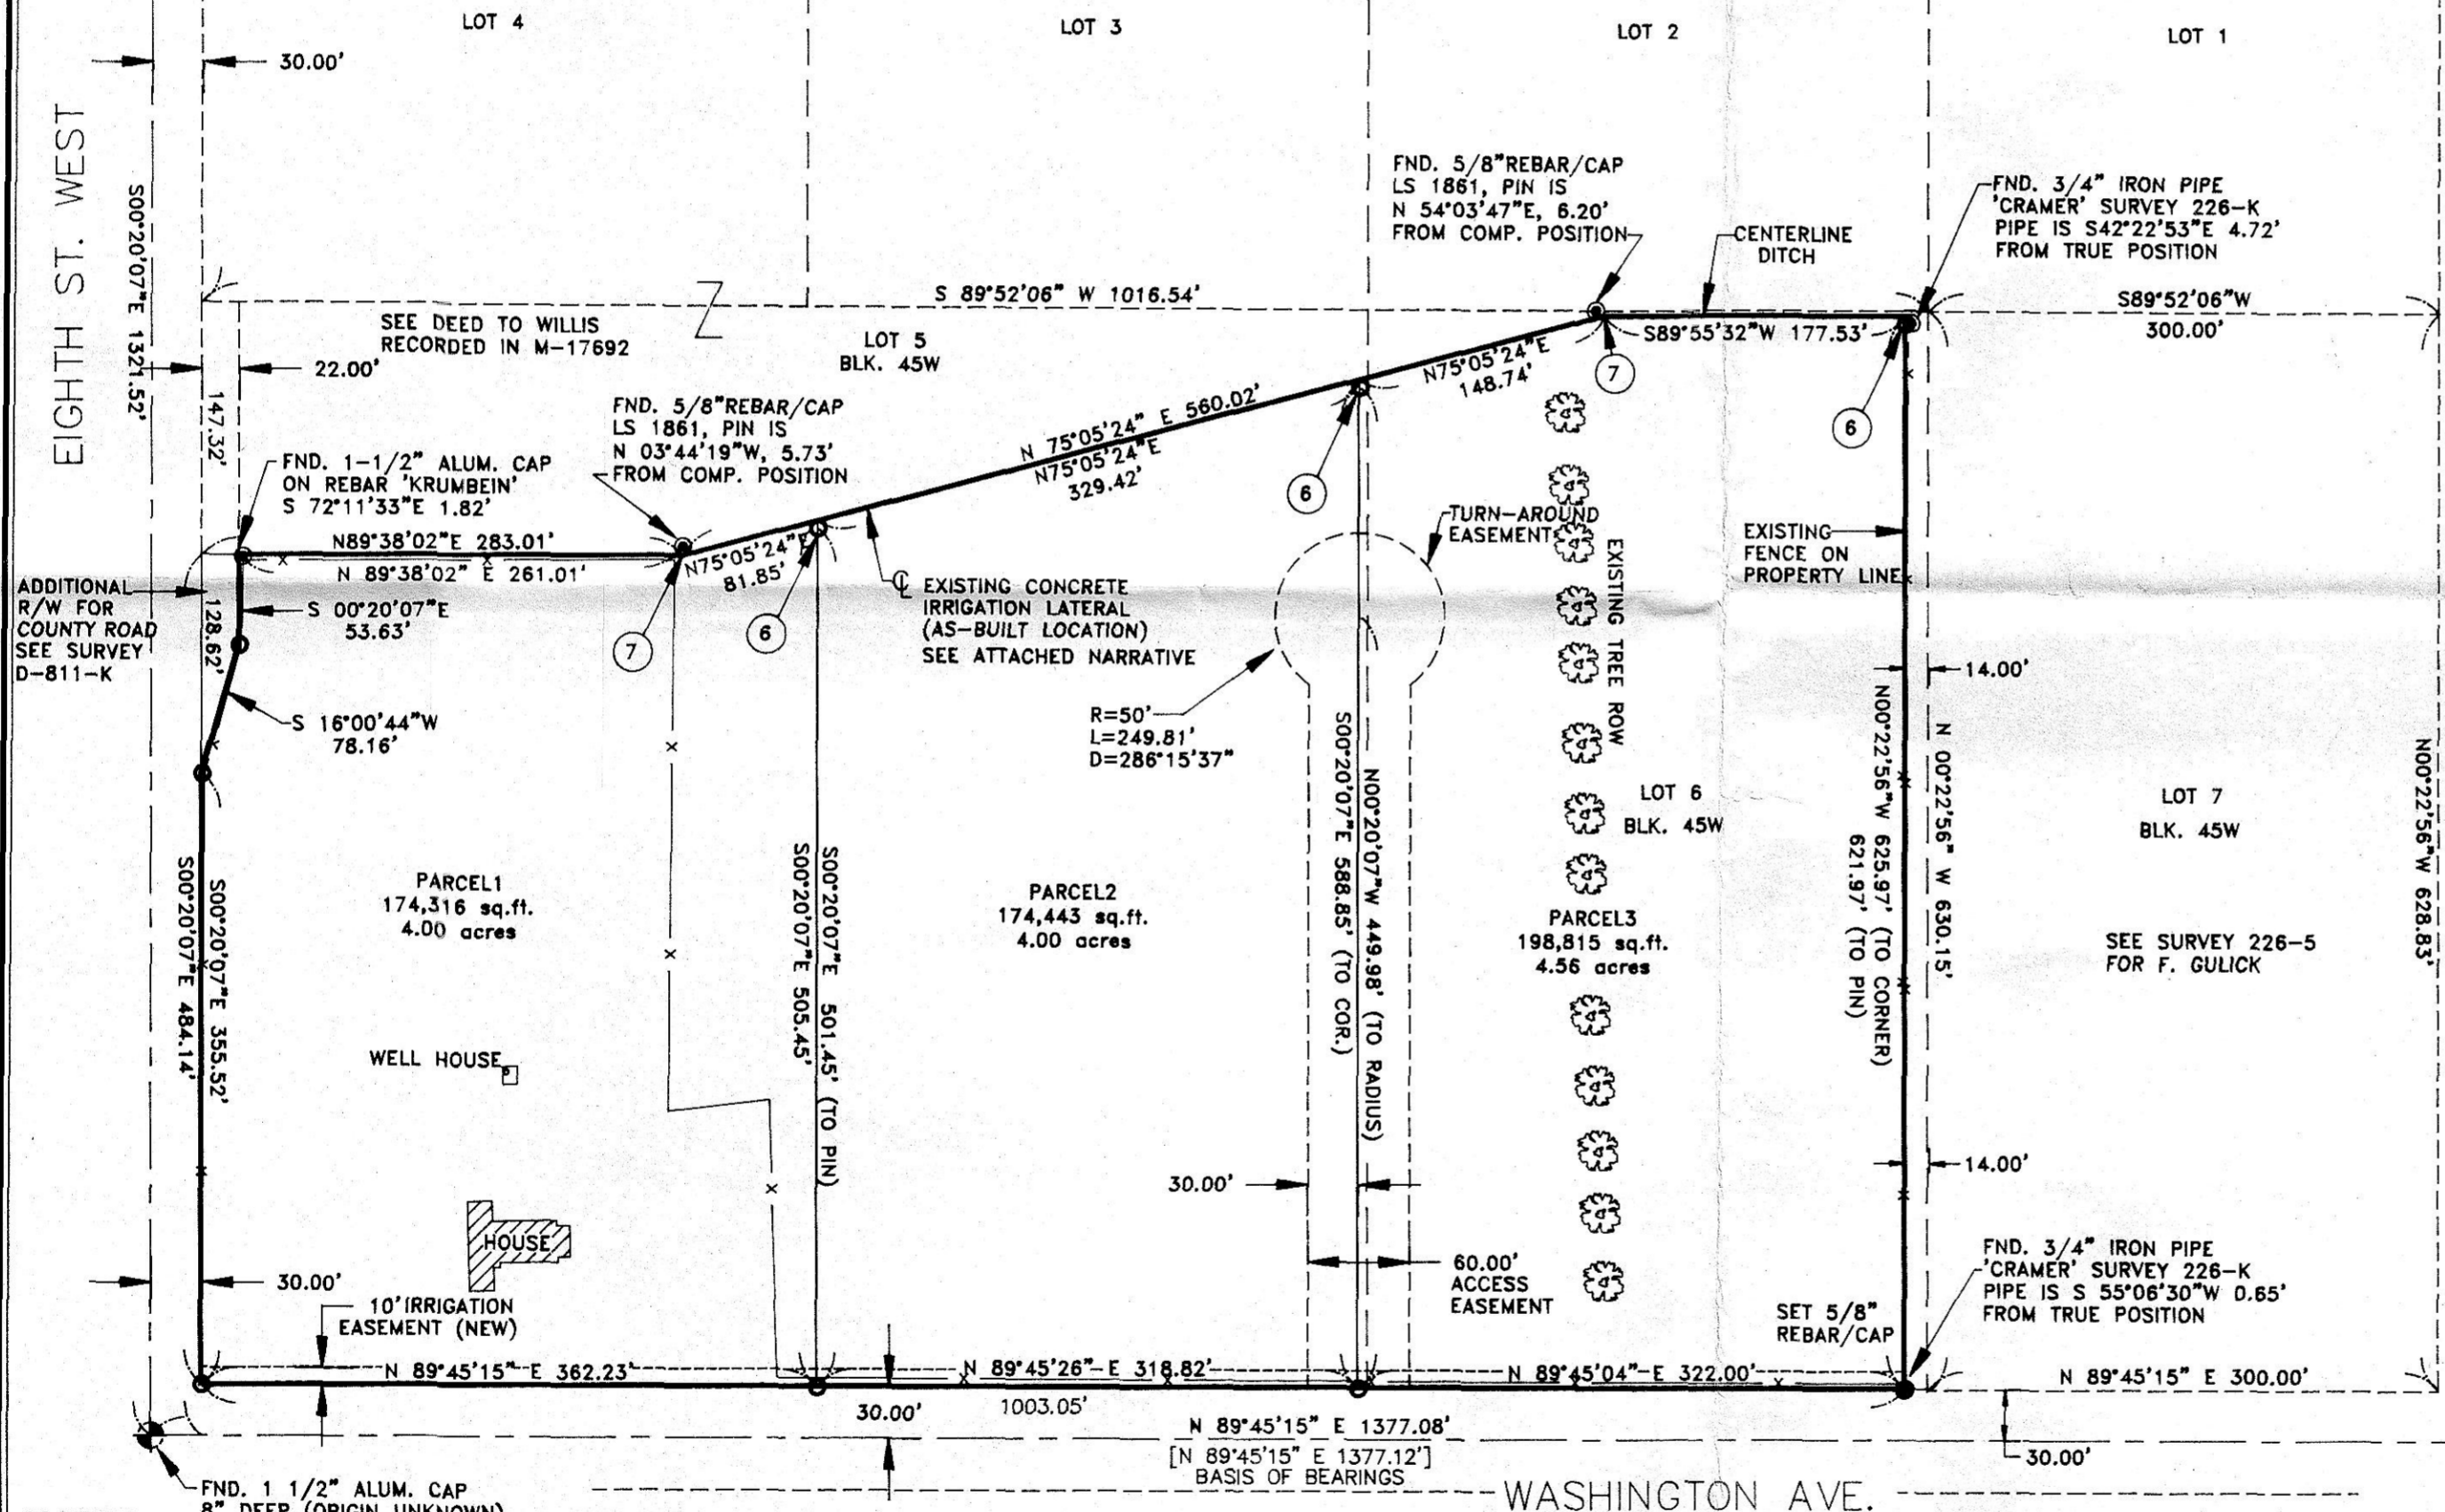 LOT 4
LOT 3
LOT 2
LOT 1
30.00'
EIGHTH ST. WEST
S00°20'07"E 1321.52'
FND. 5/8"REBAR/CAP
LS 1861, PIN IS
N 54°03'47"E, 6.20'
FROM COMP. POSITION
CENTERLINE
DITCH
FND. 3/4" IRON PIPE
'CRAMER' SURVEY 226-K
PIPE IS S42°22'53"E 4.72'
FROM TRUE POSITION
S 89°52'06" W 1016.54'
S89°52'06"W
300.00'
SEE DEED TO WILLIS
RECORDED IN M-17692
LOT 5
BLK. 45W
S89°55'32"W 177.53'
22.00'
147.32'
N75°05'24"E
148.74'
7
6
FND. 5/8"REBAR/CAP
LS 1861, PIN IS
N 03°44'19"W, 5.73'
FROM COMP. POSITION
N 75°05'24" E 560.02'
N75°05'24"E
329.42'
FND. 1-1/2" ALUM. CAP
ON REBAR 'KRUMBEIN'
S 72°11'33"E 1.82'
6
TURN-AROUND
EASEMENT
EXISTING
FENCE ON
PROPERTY LINE
N89°38'02"E 283.01'
N 89°38'02" E 261.01'
N75°05'24"E
81.85'
7
6
ADDITIONAL
R/W FOR
COUNTY ROAD
SEE SURVEY
D-811-K
128.62'
S 00°20'07"E
53.63'
℄ EXISTING CONCRETE
IRRIGATION LATERAL
(AS-BUILT LOCATION)
SEE ATTACHED NARRATIVE
EXISTING TREE ROW
S 16°00'44"W
78.16'
R=50'
L=249.81'
D=286°15'37"
14.00'
S00°20'07"E 588.85' (TO COR.)
N00°20'07"W 449.98' (TO RADIUS)
N00°22'56"W 625.97' (TO CORNER)
621.97' (TO PIN)
N 00°22'56" W 630.15'
N00°22'56"W 628.83'
LOT 6
BLK. 45W
LOT 7
BLK. 45W
S00°20'07"E 484.14'
S00°20'07"E 355.52'
PARCEL1
174,316 sq.ft.
4.00 acres
S00°20'07"E 505.45'
S00°20'07"E 501.45' (TO PIN)
PARCEL2
174,443 sq.ft.
4.00 acres
PARCEL3
198,815 sq.ft.
4.56 acres
SEE SURVEY 226-5
FOR F. GULICK
WELL HOUSE
30.00'
14.00'
HOUSE
30.00'
60.00'
ACCESS
EASEMENT
10'IRRIGATION
EASEMENT (NEW)
SET 5/8"
REBAR/CAP
FND. 3/4" IRON PIPE
'CRAMER' SURVEY 226-K
PIPE IS S 55°06'30"W 0.65'
FROM TRUE POSITION
N 89°45'15" E 362.23'
N 89°45'26" E 318.82'
N 89°45'04" E 322.00'
N 89°45'15" E 300.00'
30.00'
1003.05'
N 89°45'15" E 1377.08'
[N 89°45'15" E 1377.12']
BASIS OF BEARINGS
30.00'
FND. 1 1/2" ALUM. CAP
8" DEEP (ORIGIN UNKNOWN)
WASHINGTON AVE.